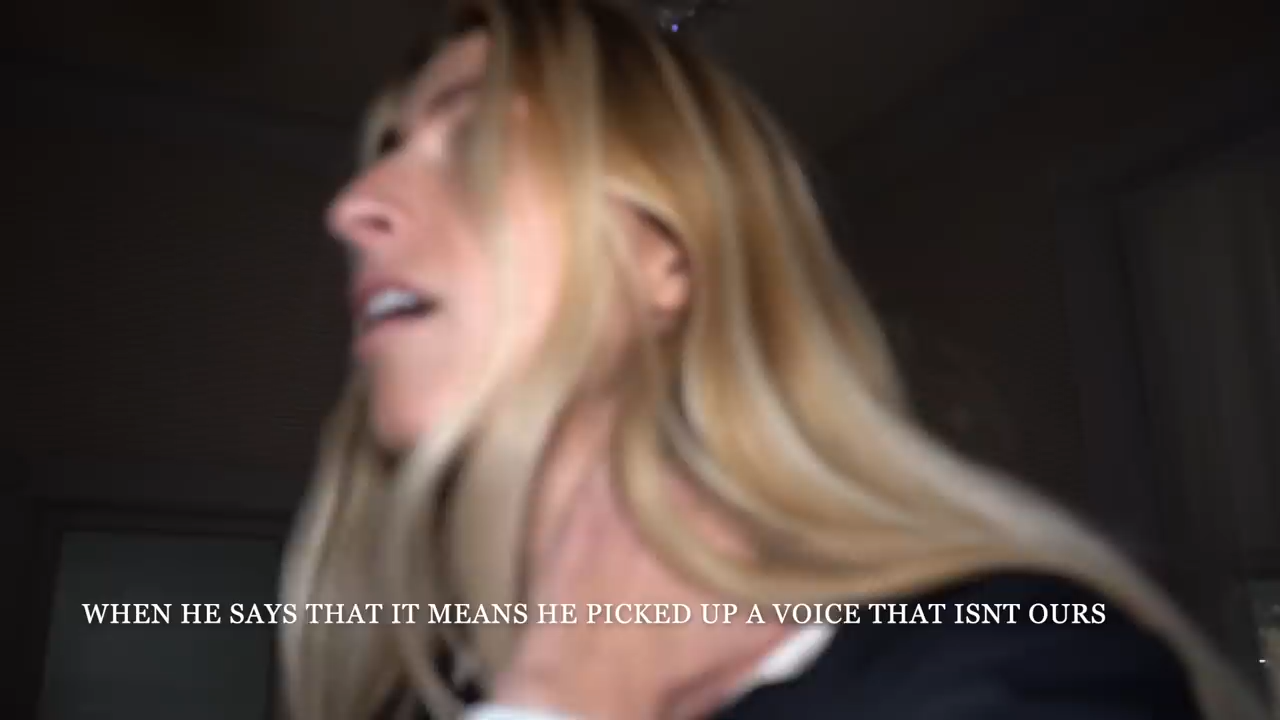 WHEN HE SAYS THAT IT MEANS HE PICKED UP A VOICE THAT ISNT OURS